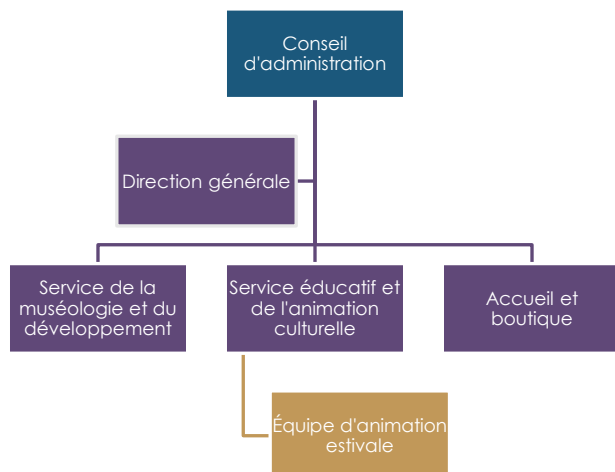 Conseil
d'administration
Direction générale
Service de la
muséologie et du
développement
Service éducatif et
de l'animation
culturelle
Accueil et
boutique
Équipe d'animation
estivale